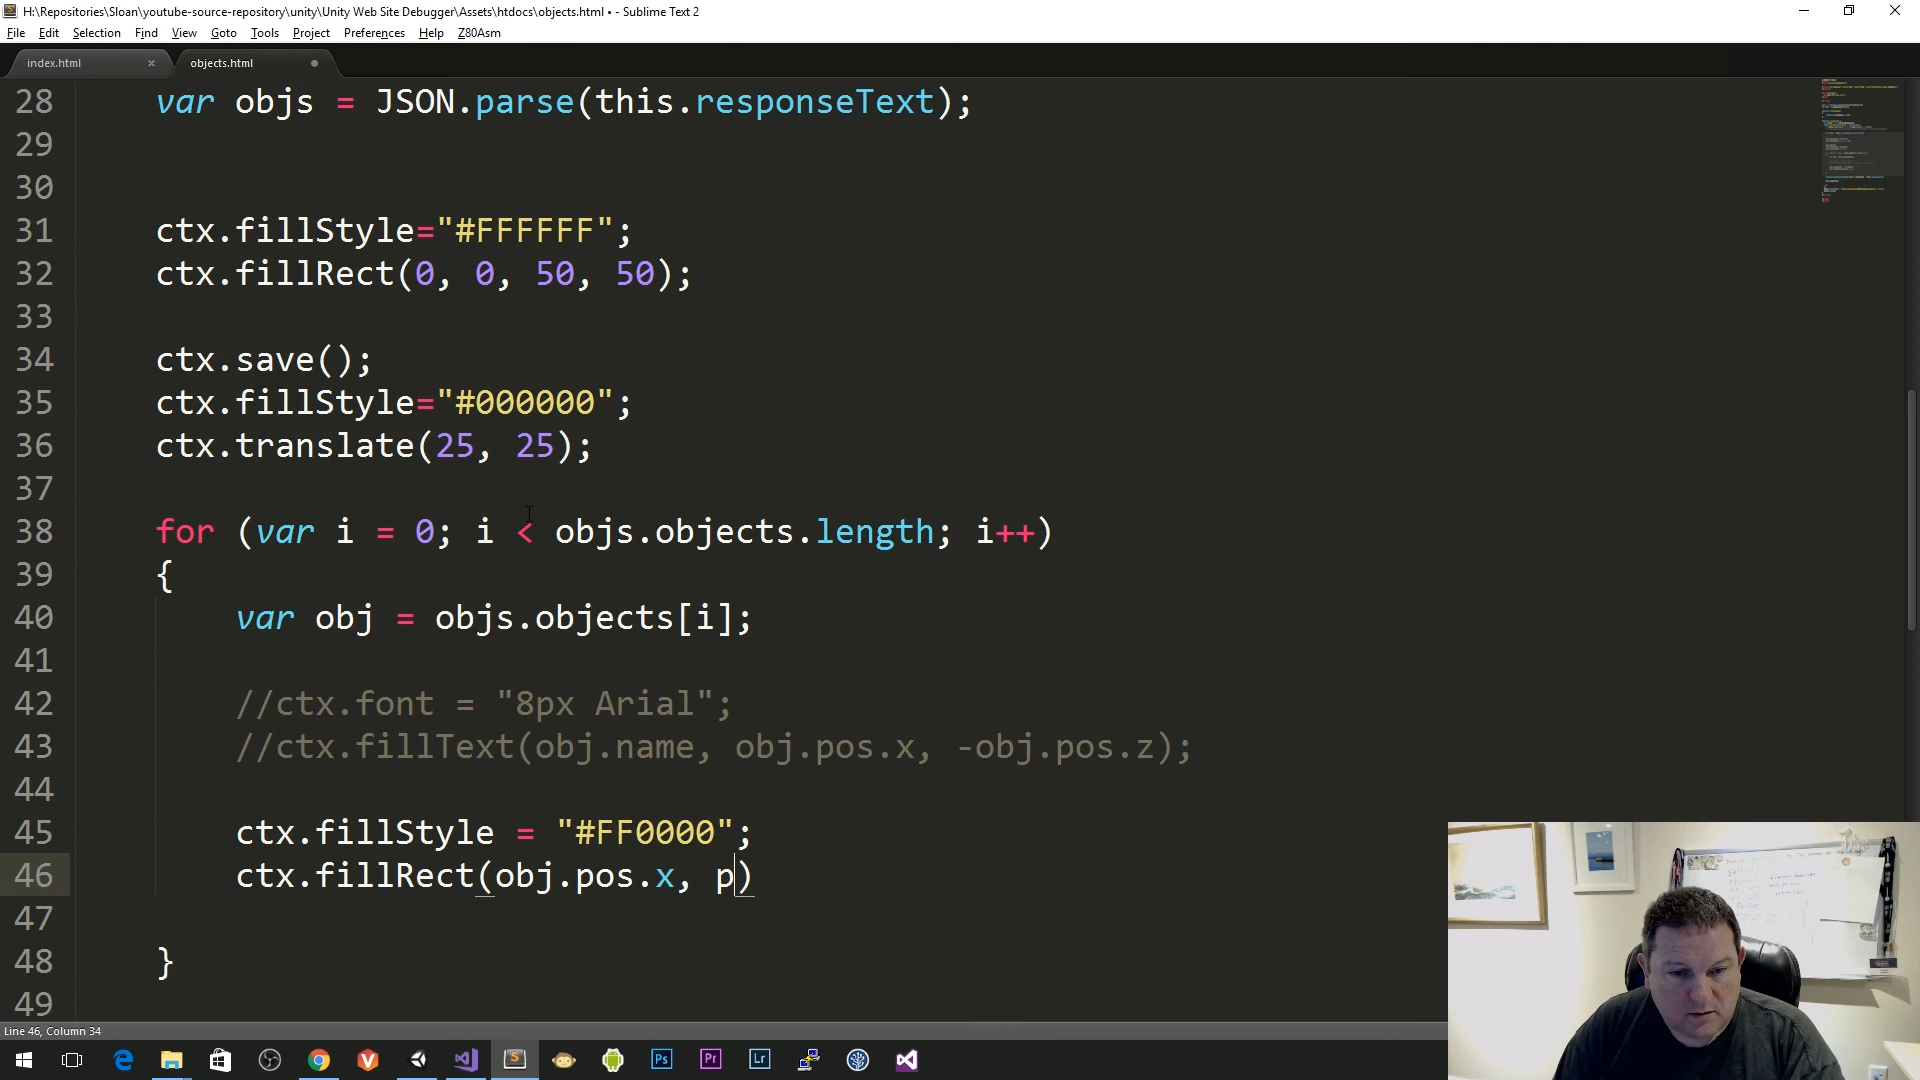 H:\Repositories\Sloan\youtube-source-repository\unity\Unity Web Site Debugger\Assets\htdocs\objects.html • - Sublime Text 2
File Edit Selection Find View Goto Tools Project Preferences Help Z80Asm
index.html × objects.html
28 var objs = JSON.parse(this.responseText);
29
30
31 ctx.fillStyle="#FFFFFF";
32 ctx.fillRect(0, 0, 50, 50);
33
34 ctx.save();
35 ctx.fillStyle="#000000";
36 ctx.translate(25, 25);
37
38 for (var i = 0; i < objs.objects.length; i++)
39 {
40 var obj = objs.objects[i];
41
42 //ctx.font = "8px Arial";
43 //ctx.fillText(obj.name, obj.pos.x, -obj.pos.z);
44
45 ctx.fillStyle = "#FF0000";
46 ctx.fillRect(obj.pos.x, p)
47
48 }
49
Line 46, Column 34
Ps Pr Lr